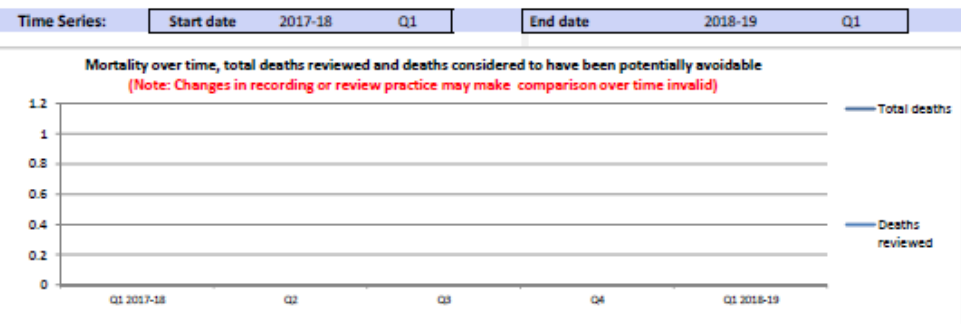 Time Series: Start date 2017-18 Q1 End date 2018-19 Q1
Mortality over time, total deaths reviewed and deaths considered to have been potentially avoidable
(Note: Changes in recording or review practice may make comparison over time invalid)
1.2
1
0.8
0.6
0.4
0.2
0
Total deaths
Deaths
reviewed
Q1 2017-18 Q2 Q3 Q4 Q1 2018-19